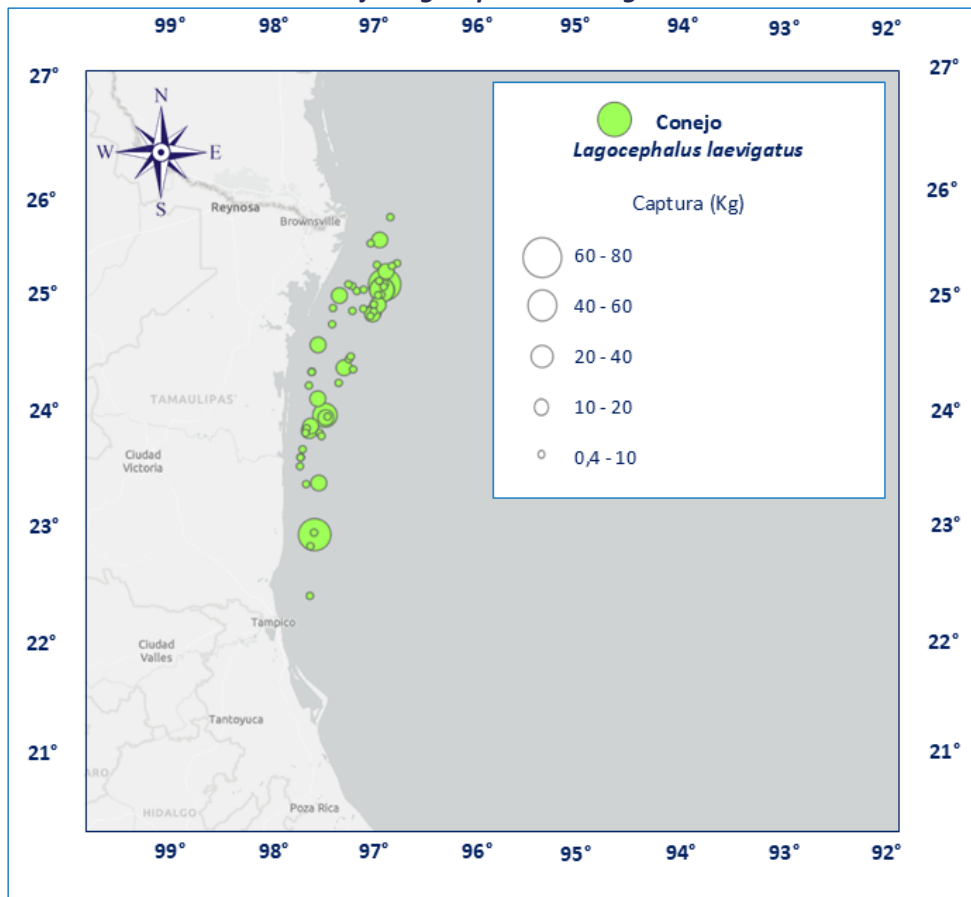 99° 98° 97° 96° 95° 94° 93° 92°
27° 27°
N
Conejo
Lagocephalus laevigatus
W E
S
26° 26°
Reynosa
Captura (Kg)
Brownsville
60 - 80
25° 25°
40 - 60
20 - 40
TAMAULIPAS
24° 24°
10 - 20
Ciudad
Victoria
0,4 - 10
23° 23°
Tampico
22° 22°
Ciudad
Valles
Tantoyuca
21° 21°
ARO
HIDALGO
Poza Rica
99° 98° 97° 96° 95° 94° 93° 92°